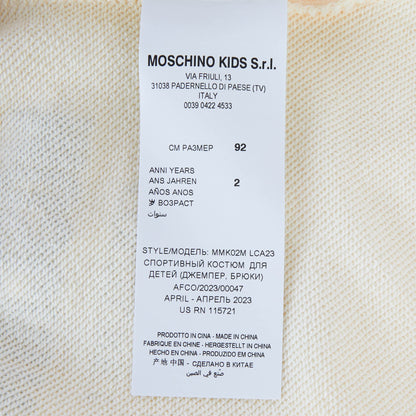 MOSCHINO KIDS S.r.l.
VIA FRIULI, 13
31038 PADERNELLO DI PAESE (TV)
ITALY
0039 0422 4533
CM РАЗМЕР 92
ANNI YEARS
ANS JAHREN
AÑOS ANOS 2
岁 ВОЗРАСТ
سنوات
STYLE/МОДЕЛЬ: MMK02M LCA23
СПОРТИВНЫЙ КОСТЮМ ДЛЯ
ДЕТЕЙ (ДЖЕМПЕР, БРЮКИ)
AFCO/2023/00047
APRIL - АПРЕЛЬ 2023
US RN 115721
PRODOTTO IN CINA - MADE IN CHINA
FABRIQUE EN CHINE - HERGESTELLT IN CHINA
HECHO EN CHINA - PRODUZIDO EM CHINA
产 地 中 国 - СДЕЛАНО В КИТАЕ
صنع في الصين